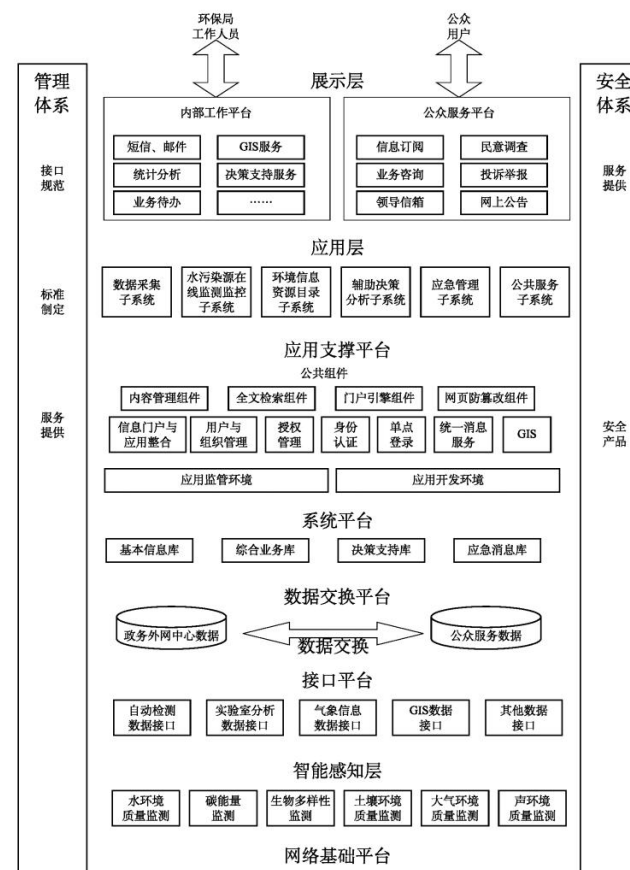 环保局
工作人员
公众
用户
管理
体系
接口
规范
标准
制定
服务
提供
展示层
内部工作平台
短信、邮件
GIS服务
统计分析
决策支持服务
业务待办
……
公众服务平台
信息订阅
民意调查
业务咨询
投诉举报
领导信箱
网上公告
应用层
数据采集
子系统
水污染源在
线监测监控
子系统
环境信息
资源目录
子系统
辅助决策
分析子系统
应急管理
子系统
公共服务
子系统
应用支撑平台
公共组件
内容管理组件
全文检索组件
门户引擎组件
网页防篡改组件
信息门户与
应用整合
用户与
组织管理
授权
管理
身份
认证
单点
登录
统一消息
服务
GIS
应用监管环境
应用开发环境
系统平台
基本信息库
综合业务库
决策支持库
应急消息库
数据交换平台
政务外网中心数据
数据交换
公众服务数据
接口平台
自动检测
数据接口
实验室分析
数据接口
气象信息
数据接口
GIS数据
接口
其他数据
接口
智能感知层
水环境
质量监测
碳能量
监测
生物多样性
监测
土壤环境
质量监测
大气环境
质量监测
声环境
质量监测
网络基础平台
安全
体系
服务
提供
安全
产品